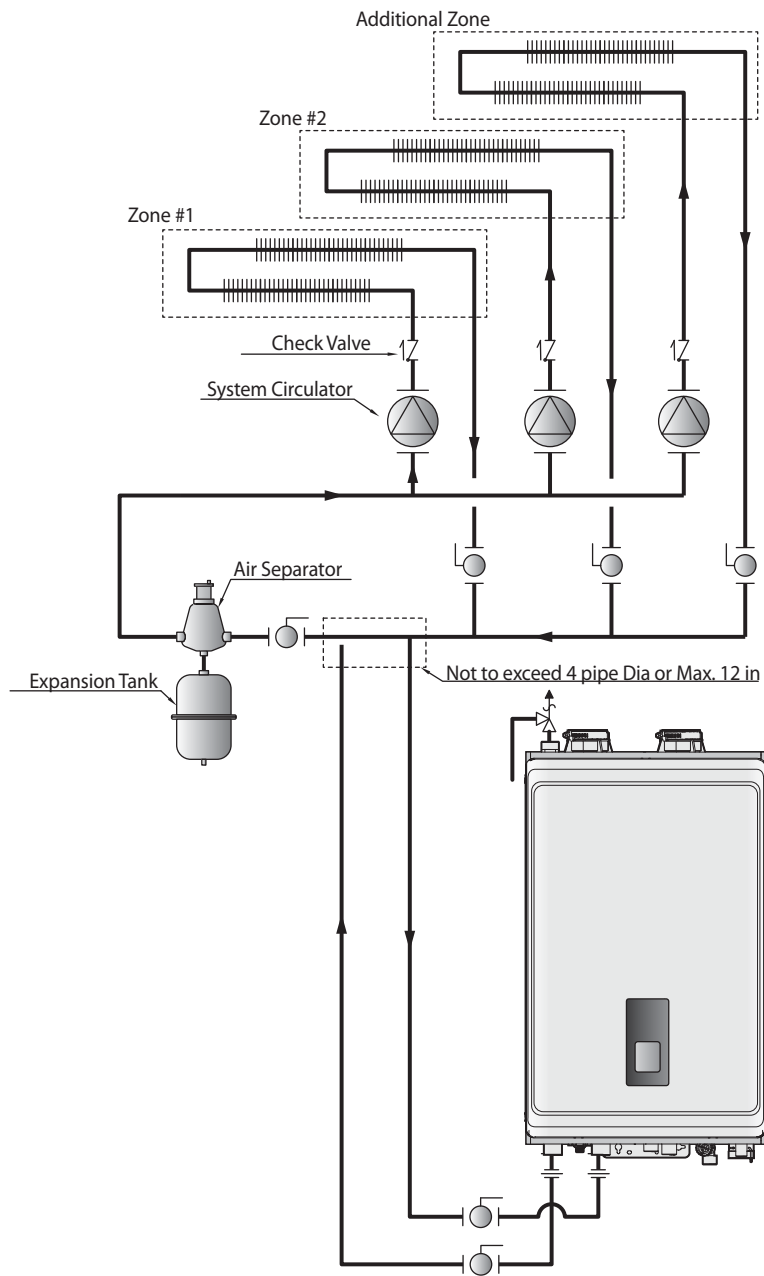 Additional Zone
Zone #2
Zone #1
Check Valve
System Circulator
Air Separator
Expansion Tank
Not to exceed 4 pipe Dia or Max. 12 in